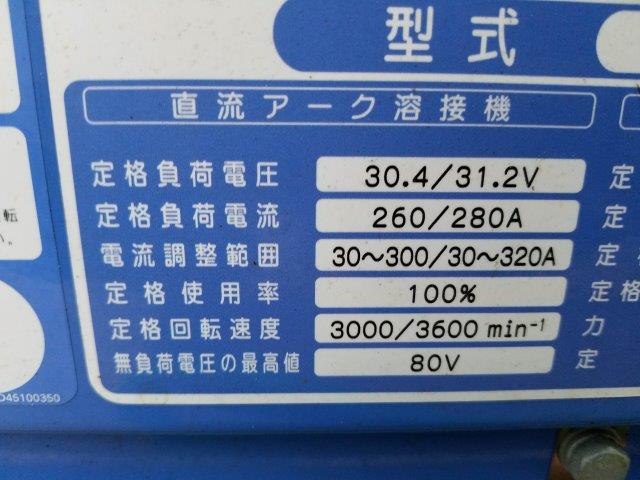 型式
直流アーク溶接機
定格負荷電圧 30.4/31.2V 定
定格負荷電流 260/280A 定
電流調整範囲 30～300/30～320A 定
定格使用率 100% 定格
定格回転速度 3000/3600 min⁻¹ 力
無負荷電圧の最高値 80V 定
転
い。
D45100350